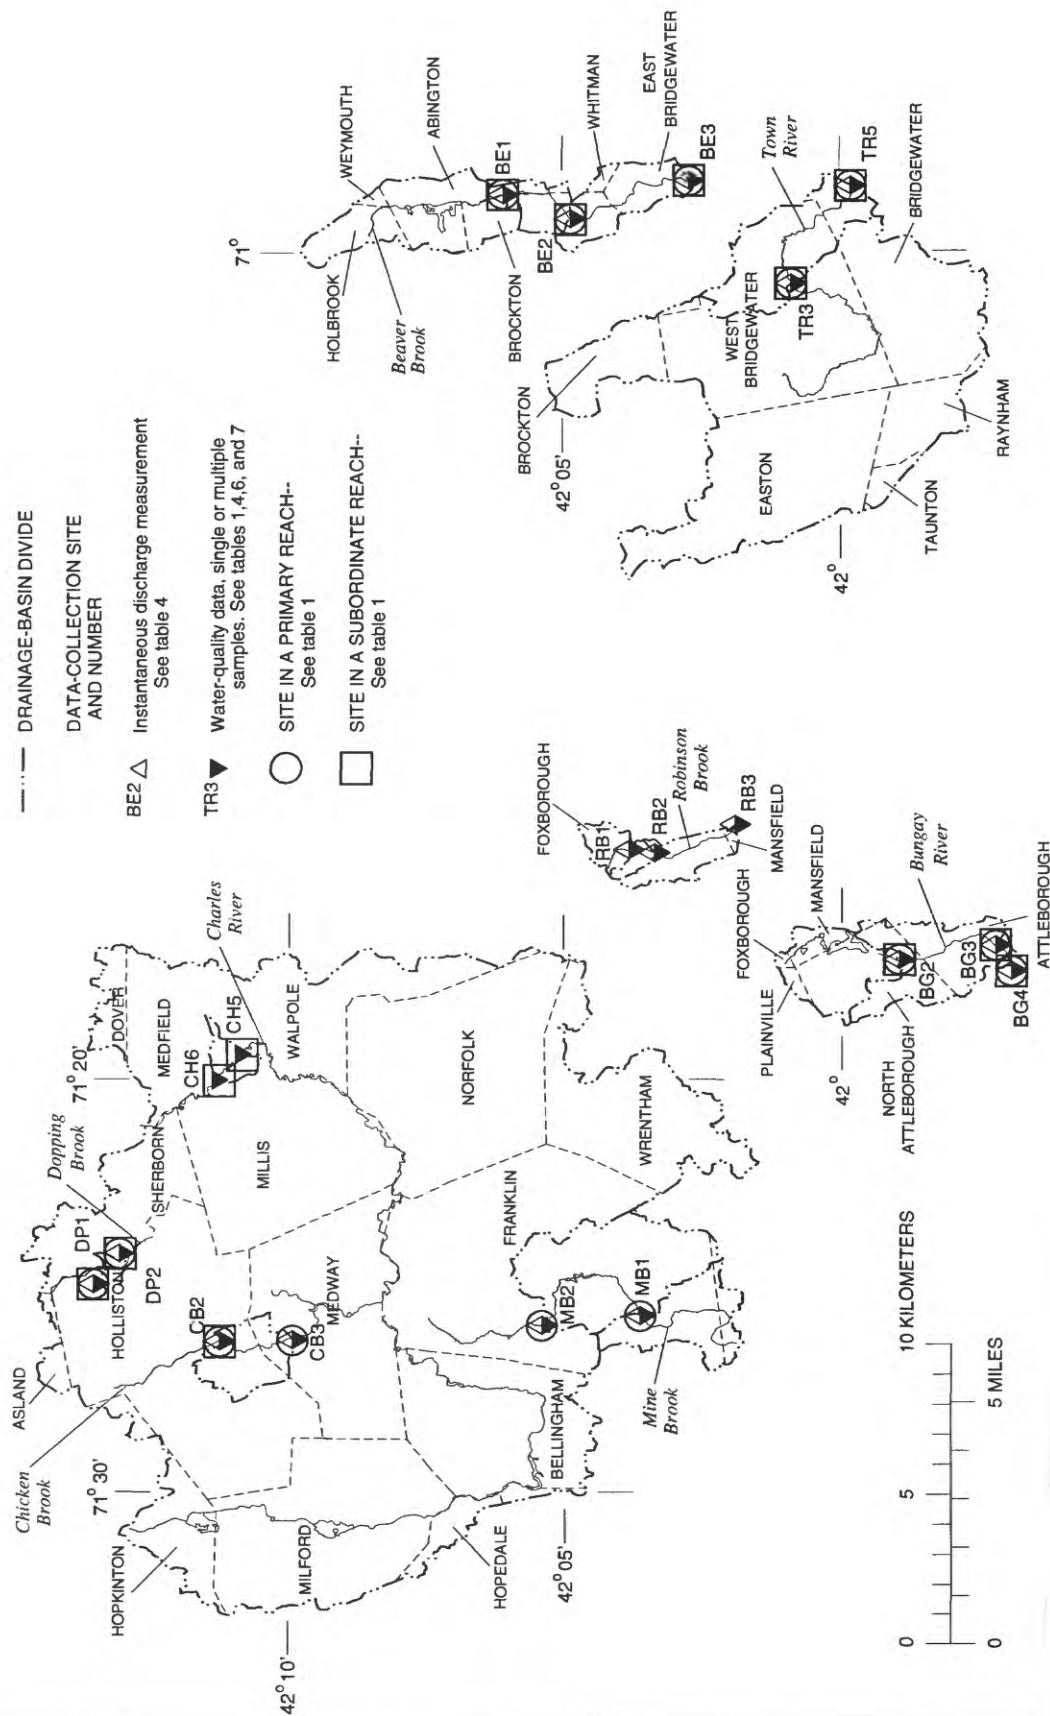 DRAINAGE-BASIN DIVIDE
DATA-COLLECTION SITE
AND NUMBER
BE2 Instantaneous discharge measurement
See table 4
TR3 Water-quality data, single or multiple
samples. See tables 1,4,6, and 7
SITE IN A PRIMARY REACH--
See table 1
SITE IN A SUBORDINATE REACH--
See table 1
71° 30'
71° 20'
Chicken
Brook
ASLAND
HOPKINTON
HOLLISTON
DP1
DP2
Dopping
Brook
SHERBORN
DOVER
MEDFIELD
CH6
CH5
Charles
River
WALPOLE
MILLIS
CB2
CB3
MEDWAY
MILFORD
42° 10'
HOPEDALE
42° 05'
BELLINGHAM
FRANKLIN
NORFOLK
WRENTHAM
MB2
MB1
Mine
Brook
FOXBOROUGH
RB1
RB2
Robinson
Brook
RB3
MANSFIELD
PLAINVILLE
FOXBOROUGH
MANSFIELD
42°
NORTH
ATTLEBOROUGH
BG2
Bungay
River
BG3
BG4
ATTLEBOROUGH
71°
HOLBROOK
WEYMOUTH
ABINGTON
Beaver
Brook
BROCKTON
BE1
BE2
WHITMAN
EAST
BRIDGEWATER
BE3
42° 05'
BROCKTON
WEST
BRIDGEWATER
TR3
Town
River
TR5
BRIDGEWATER
EASTON
42°
TAUNTON
RAYNHAM
0 5 10 KILOMETERS
0 5 MILES